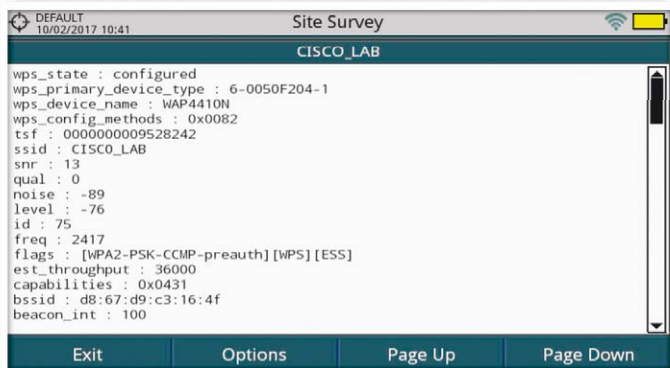 DEFAULT
10/02/2017 10:41
Site Survey
CISCO_LAB
wps_state : configured
wps_primary_device_type : 6-0050F204-1
wps_device_name : WAP4410N
wps_config_methods : 0x0082
tsf : 0000000009528242
ssid : CISCO_LAB
snr : 13
qual : 0
noise : -89
level : -76
id : 75
freq : 2417
flags : [WPA2-PSK-CCMP-preauth][WPS][ESS]
est_throughput : 36000
capabilities : 0x0431
bssid : d8:67:d9:c3:16:4f
beacon_int : 100
Exit Options Page Up Page Down